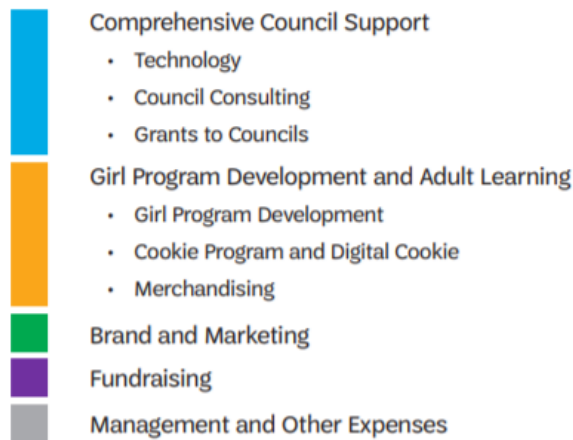 Comprehensive Council Support
• Technology
• Council Consulting
• Grants to Councils
Girl Program Development and Adult Learning
• Girl Program Development
• Cookie Program and Digital Cookie
• Merchandising
Brand and Marketing
Fundraising
Management and Other Expenses